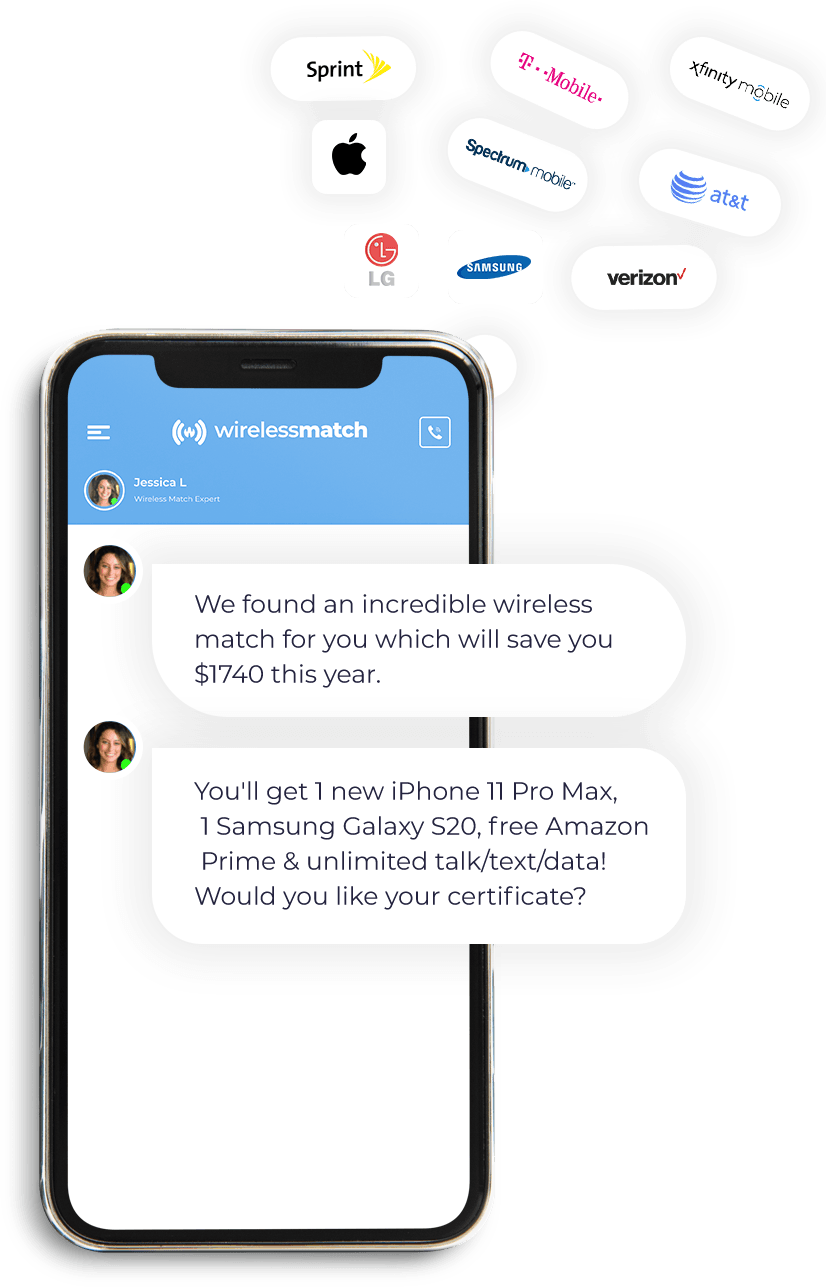 Sprint
T··Mobile·
xfinity mobile
Spectrum mobile
at&t
LG
SAMSUNG
verizon✓
wirelessmatch
Jessica L
Wireless Match Expert
We found an incredible wireless
match for you which will save you
$1740 this year.
You'll get 1 new iPhone 11 Pro Max,
1 Samsung Galaxy S20, free Amazon
Prime & unlimited talk/text/data!
Would you like your certificate?